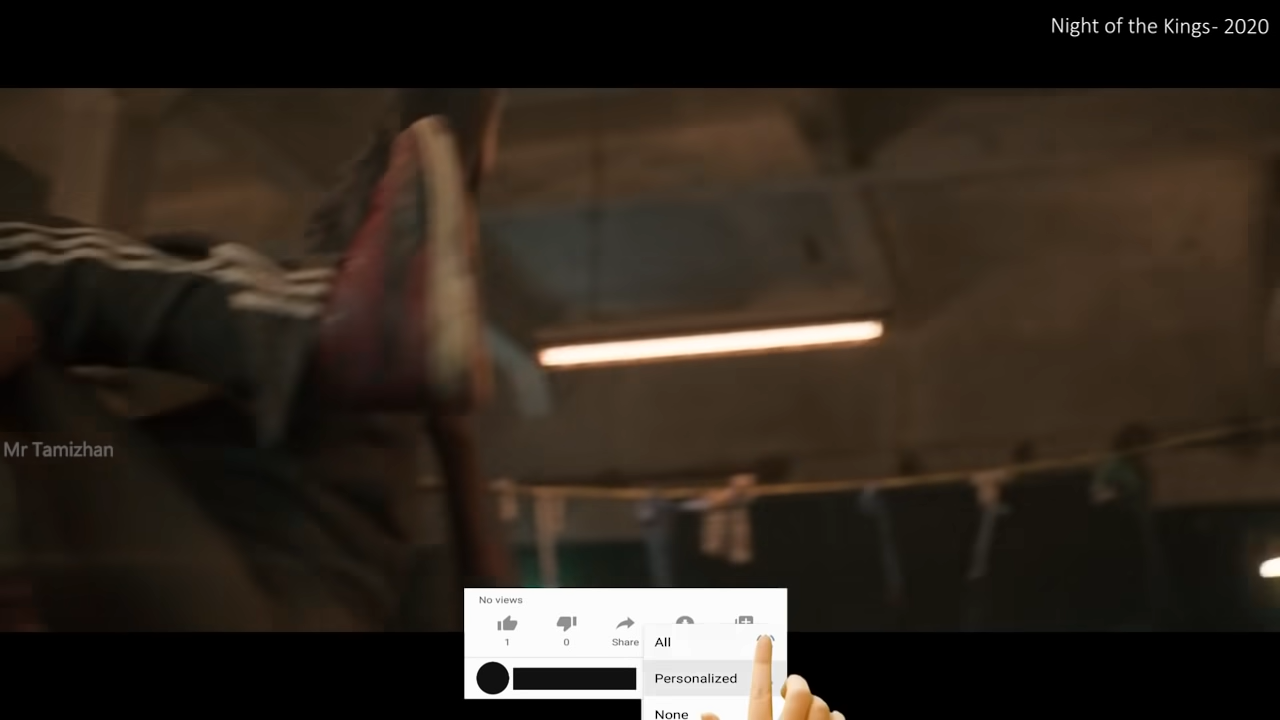 Night of the Kings- 2020
Mr Tamizhan
No views
1
0
Share
All
Personalized
None